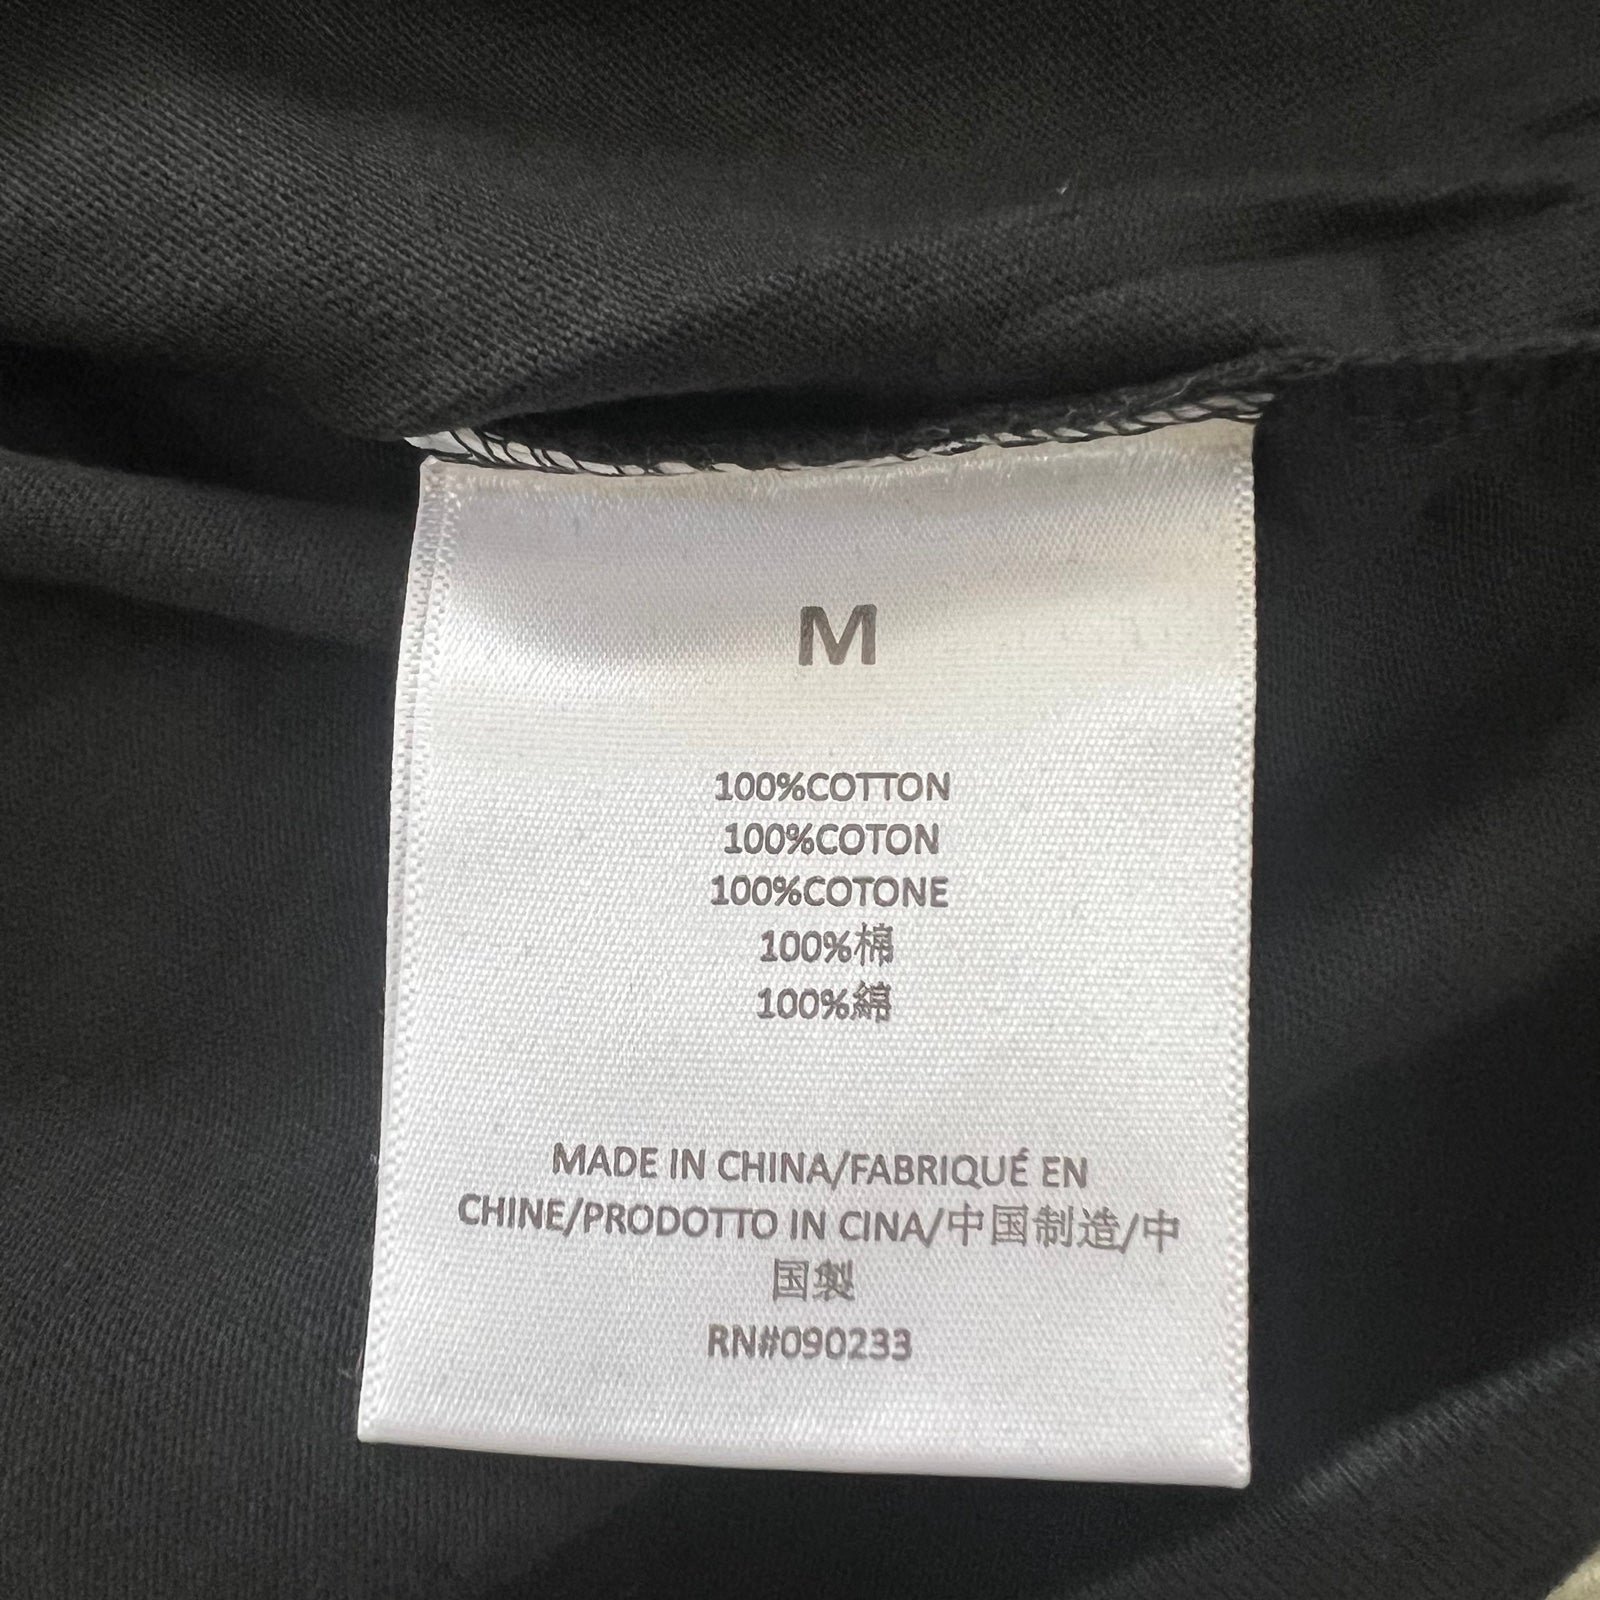 M
100%COTTON
100%COTON
100%COTONE
100%棉
100%綿
MADE IN CHINA/FABRIQUÉ EN
CHINE/PRODOTTO IN CINA/中国制造/中
国製
RN#090233